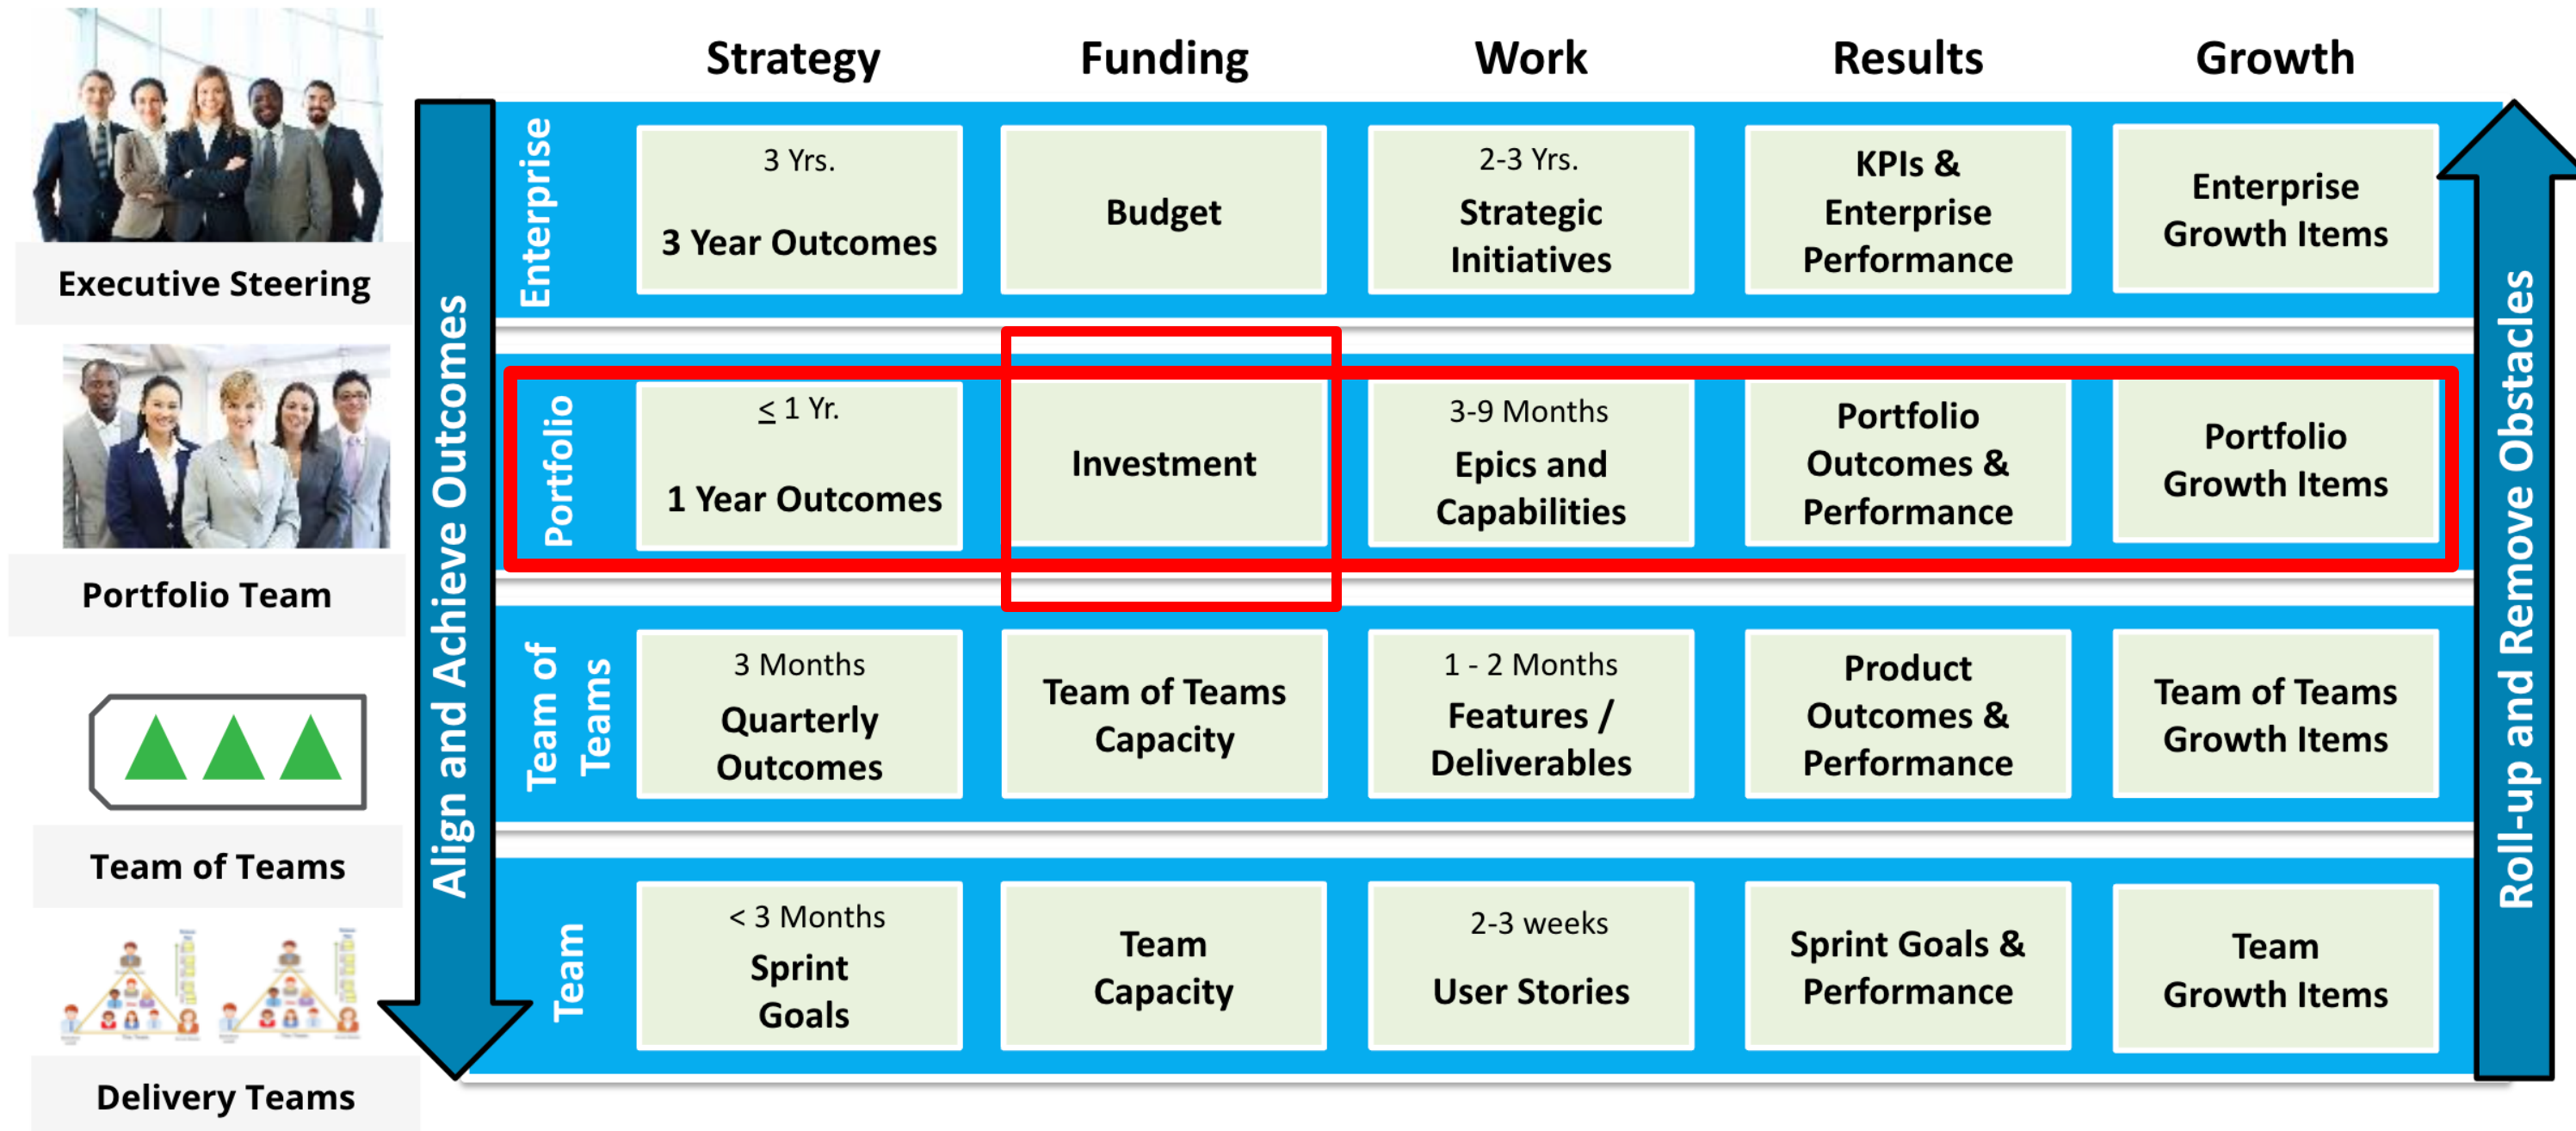 Strategy
Funding
Work
Results
Growth
Executive Steering
Portfolio Team
Team of Teams
Delivery Teams
Align and Achieve Outcomes
Enterprise
3 Yrs.
3 Year Outcomes
Budget
2-3 Yrs.
Strategic
Initiatives
KPIs &
Enterprise
Performance
Enterprise
Growth Items
Portfolio
≤ 1 Yr.
1 Year Outcomes
Investment
3-9 Months
Epics and
Capabilities
Portfolio
Outcomes &
Performance
Portfolio
Growth Items
Team of
Teams
3 Months
Quarterly
Outcomes
Team of Teams
Capacity
1 - 2 Months
Features /
Deliverables
Product
Outcomes &
Performance
Team of Teams
Growth Items
Team
< 3 Months
Sprint
Goals
Team
Capacity
2-3 weeks
User Stories
Sprint Goals &
Performance
Team
Growth Items
Roll-up and Remove Obstacles